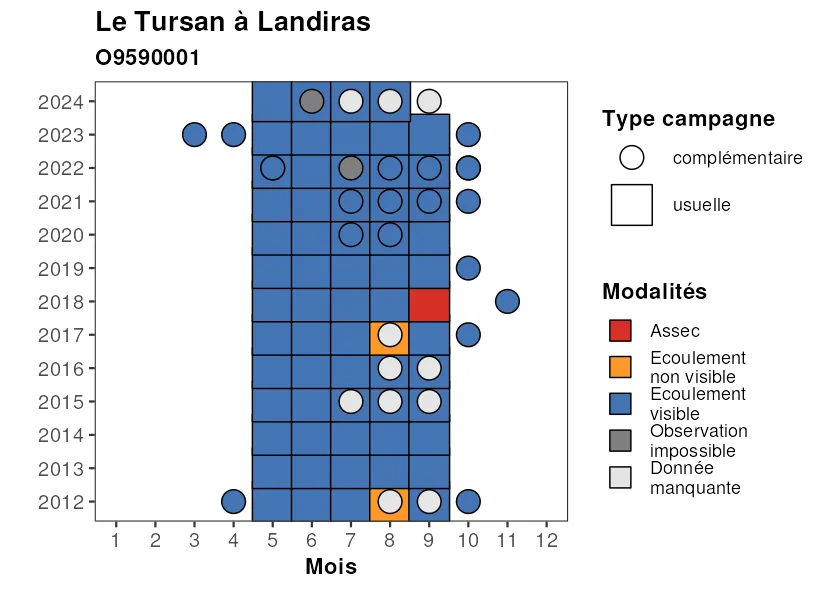 Le Tursan à Landiras
O9590001
2024
2023
2022
2021
2020
2019
2018
2017
2016
2015
2014
2013
2012
1 2 3 4 5 6 7 8 9 10 11 12
Mois
Type campagne
complémentaire
usuelle
Modalités
Assec
Ecoulement
non visible
Ecoulement
visible
Observation
impossible
Donnée
manquante